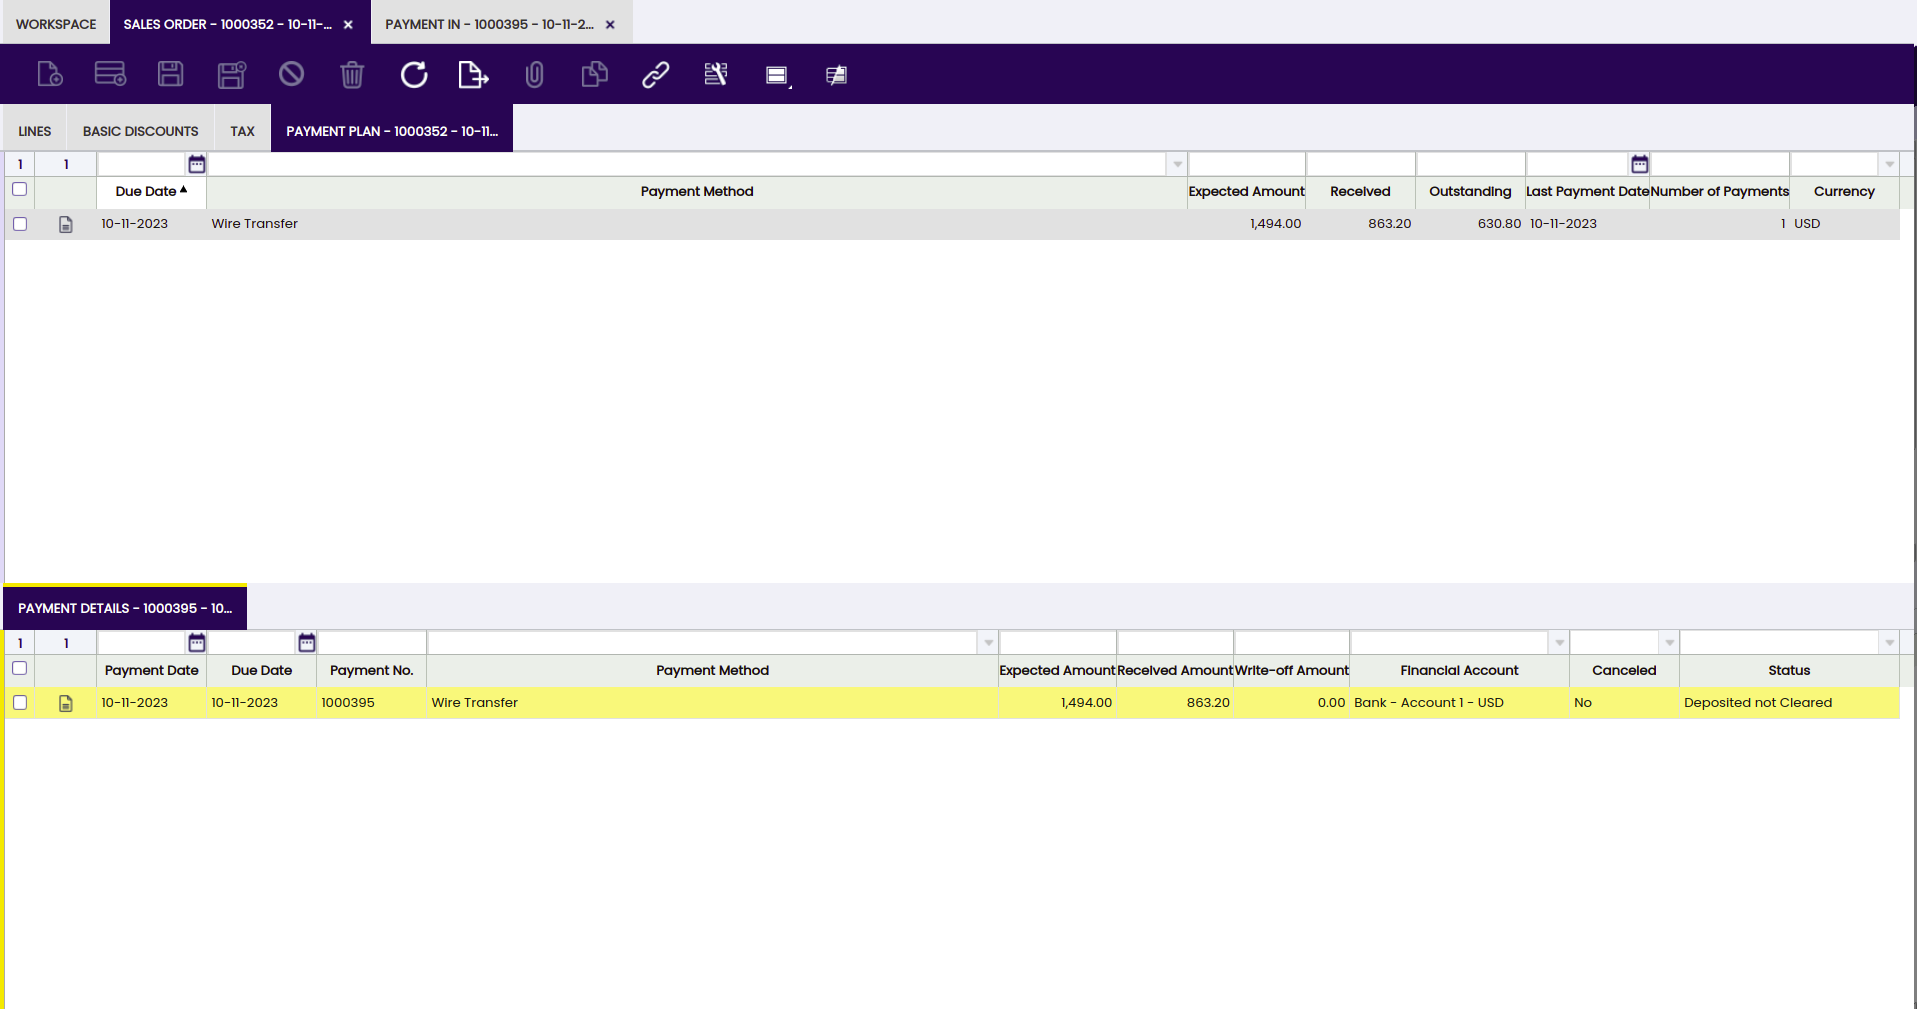 WORKSPACE SALES ORDER - 1000352 - 10-11-... × PAYMENT IN - 1000395 - 10-11-2... ×
LINES BASIC DISCOUNTS TAX PAYMENT PLAN - 1000352 - 10-11...
1 1
Due Date Payment Method Expected Amount Received Outstanding Last Payment Date Number of Payments Currency
10-11-2023 Wire Transfer 1,494.00 863.20 630.80 10-11-2023 1 USD
PAYMENT DETAILS - 1000395 - 10...
1 1
Payment Date Due Date Payment No. Payment Method Expected Amount Received Amount Write-off Amount Financial Account Canceled Status
10-11-2023 10-11-2023 1000395 Wire Transfer 1,494.00 863.20 0.00 Bank - Account 1 - USD No Deposited not Cleared